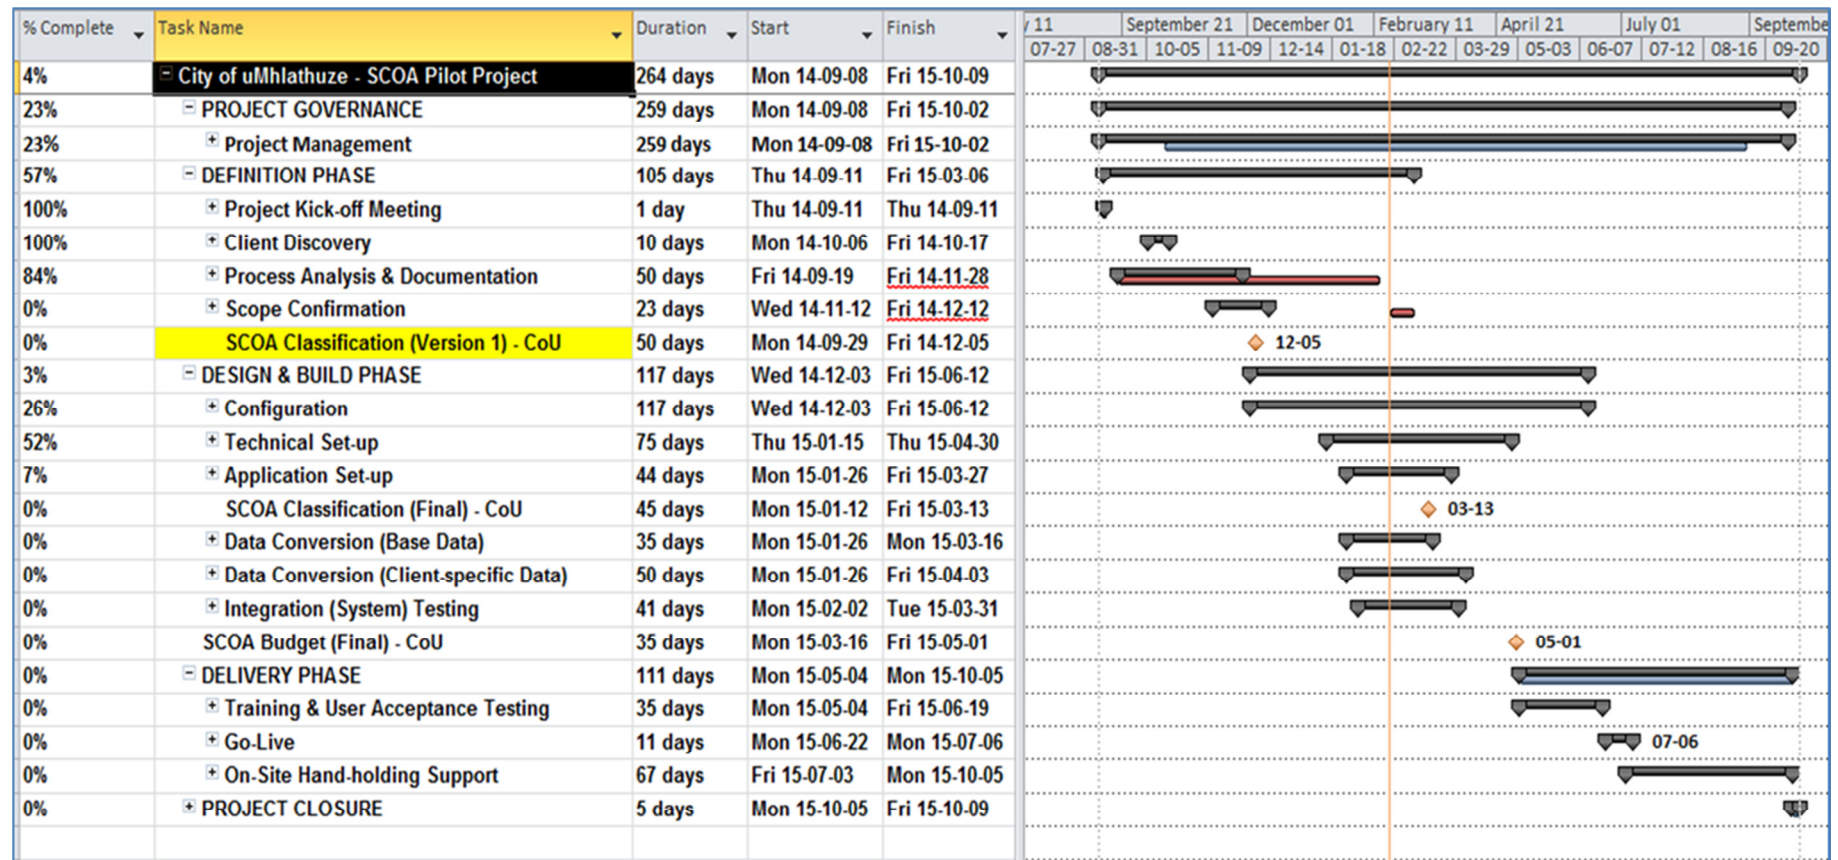 % Complete Task Name Duration Start Finish / 11 September 21 December 01 February 11 April 21 July 01 Septembe
07-27 08-31 10-05 11-09 12-14 01-18 02-22 03-29 05-03 06-07 07-12 08-16 09-20
4% City of uMhlathuze - SCOA Pilot Project 264 days Mon 14-09-08 Fri 15-10-09
23% PROJECT GOVERNANCE 259 days Mon 14-09-08 Fri 15-10-02
23% Project Management 259 days Mon 14-09-08 Fri 15-10-02
57% DEFINITION PHASE 105 days Thu 14-09-11 Fri 15-03-06
100% Project Kick-off Meeting 1 day Thu 14-09-11 Thu 14-09-11
100% Client Discovery 10 days Mon 14-10-06 Fri 14-10-17
84% Process Analysis & Documentation 50 days Fri 14-09-19 Fri 14-11-28
0% Scope Confirmation 23 days Wed 14-11-12 Fri 14-12-12
0% SCOA Classification (Version 1) - CoU 50 days Mon 14-09-29 Fri 14-12-05 12-05
3% DESIGN & BUILD PHASE 117 days Wed 14-12-03 Fri 15-06-12
26% Configuration 117 days Wed 14-12-03 Fri 15-06-12
52% Technical Set-up 75 days Thu 15-01-15 Thu 15-04-30
7% Application Set-up 44 days Mon 15-01-26 Fri 15-03-27
0% SCOA Classification (Final) - CoU 45 days Mon 15-01-12 Fri 15-03-13 03-13
0% Data Conversion (Base Data) 35 days Mon 15-01-26 Mon 15-03-16
0% Data Conversion (Client-specific Data) 50 days Mon 15-01-26 Fri 15-04-03
0% Integration (System) Testing 41 days Mon 15-02-02 Tue 15-03-31
0% SCOA Budget (Final) - CoU 35 days Mon 15-03-16 Fri 15-05-01 05-01
0% DELIVERY PHASE 111 days Mon 15-05-04 Mon 15-10-05
0% Training & User Acceptance Testing 35 days Mon 15-05-04 Fri 15-06-19
0% Go-Live 11 days Mon 15-06-22 Mon 15-07-06 07-06
0% On-Site Hand-holding Support 67 days Fri 15-07-03 Mon 15-10-05
0% PROJECT CLOSURE 5 days Mon 15-10-05 Fri 15-10-09